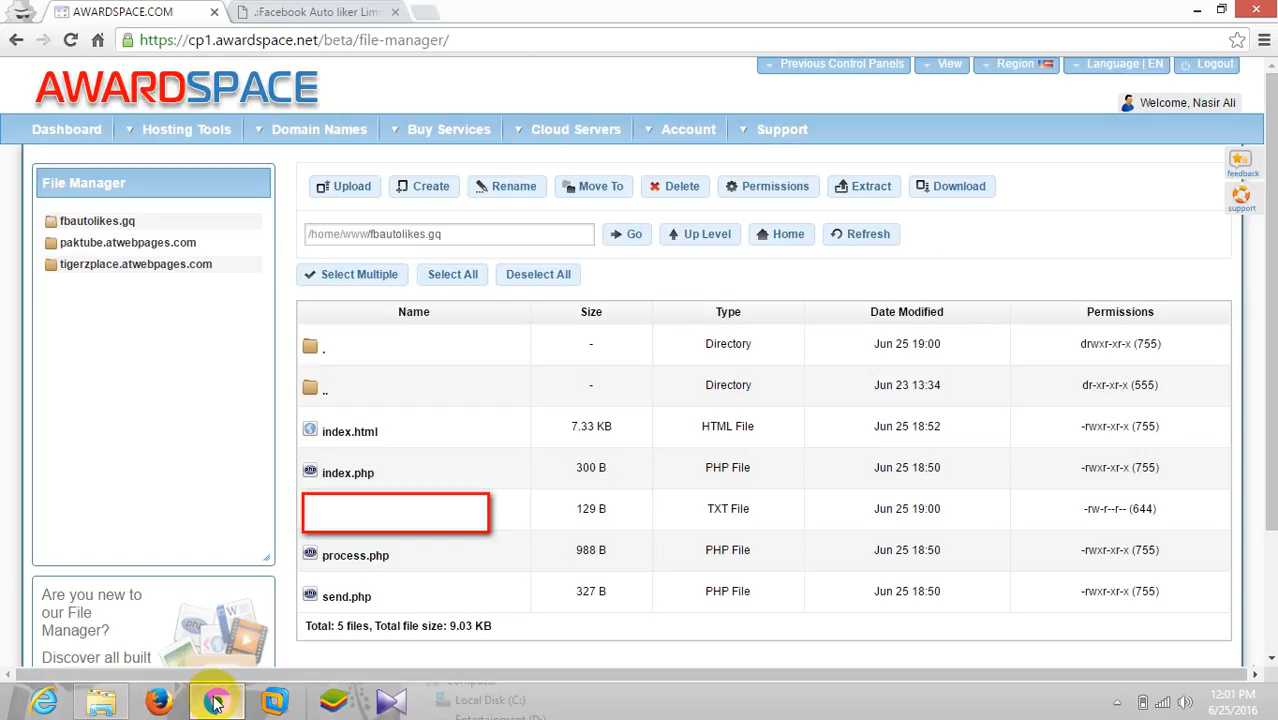 AWARDSPACE.COM
.:Facebook Auto liker Lim
https://cp1.awardspace.net/beta/file-manager/
AWARDSPACE
Previous Control Panels
View
Region
Language | EN
Logout
Welcome, Nasir Ali
Dashboard
Hosting Tools
Domain Names
Buy Services
Cloud Servers
Account
Support
feedback
support
File Manager
fbautolikes.gq
paktube.atwebpages.com
tigerzplace.atwebpages.com
Upload
Create
Rename
Move To
Delete
Permissions
Extract
Download
/home/www/fbautolikes.gq
Go
Up Level
Home
Refresh
Select Multiple
Select All
Deselect All
Name Size Type Date Modified Permissions
. - Directory Jun 25 19:00 drwxr-xr-x (755)
.. - Directory Jun 23 13:34 dr-xr-xr-x (555)
index.html 7.33 KB HTML File Jun 25 18:52 -rwxr-xr-x (755)
index.php 300 B PHP File Jun 25 18:50 -rwxr-xr-x (755)
129 B TXT File Jun 25 19:00 -rw-r--r-- (644)
process.php 988 B PHP File Jun 25 18:50 -rwxr-xr-x (755)
send.php 327 B PHP File Jun 25 18:50 -rwxr-xr-x (755)
Total: 5 files, Total file size: 9.03 KB
Are you new to
our File
Manager?
Discover all built
Local Disk (C:)
12:01 PM
6/25/2016